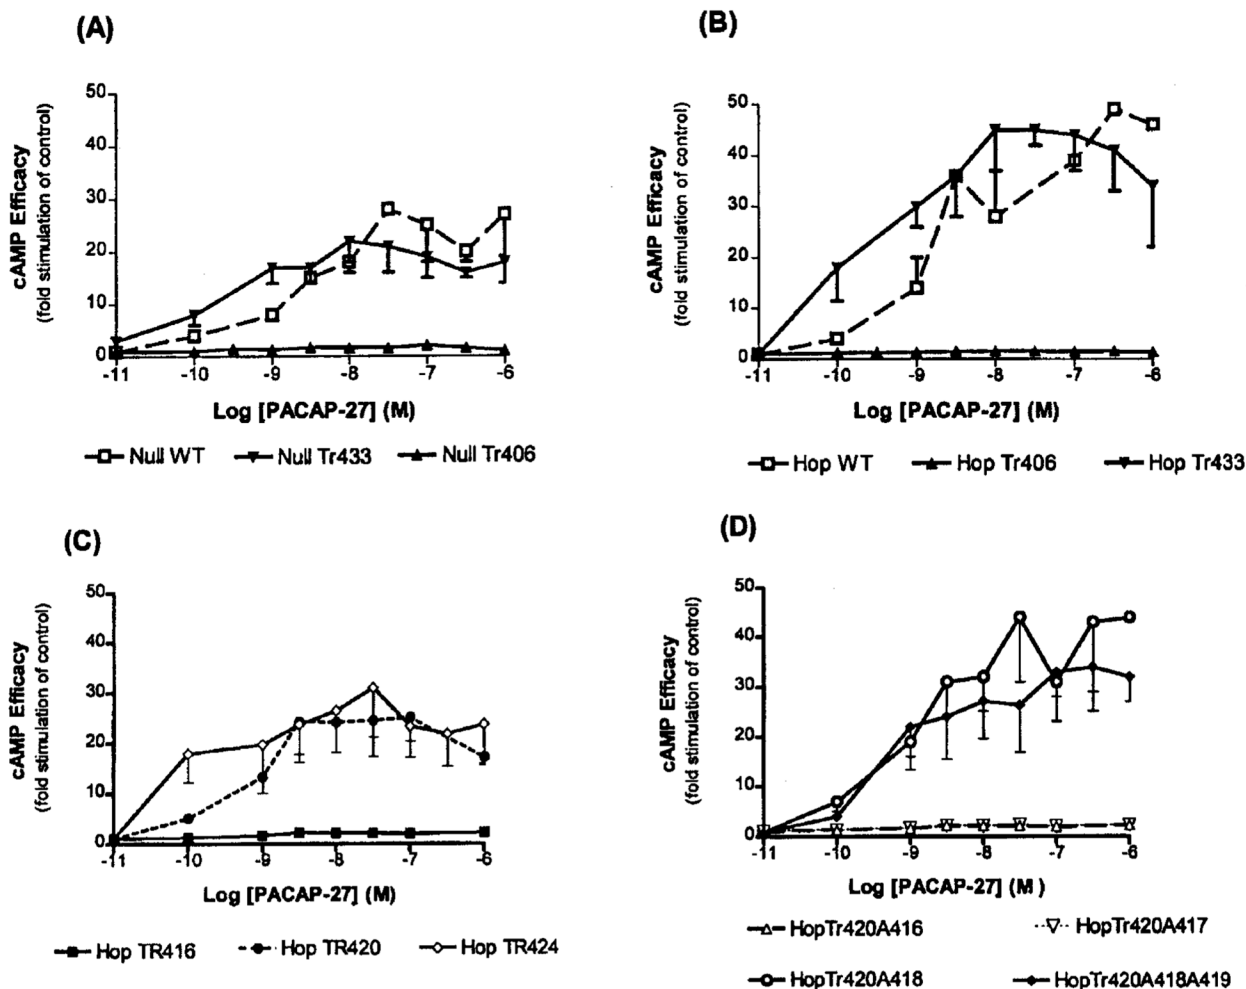 (A)
cAMP Efficacy
(fold stimulation of control)
50
40
30
20
10
0
-11 -10 -9 -8 -7 -6
Log [PACAP-27] (M)
Null WT Null Tr433 Null Tr406
(B)
cAMP Efficacy
(fold stimulation of control)
50
40
30
20
10
0
-11 -10 -9 -8 -7 -6
Log [PACAP-27] (M)
Hop WT Hop Tr406 Hop Tr433
(C)
cAMP Efficacy
(fold stimulation of control)
50
40
30
20
10
0
-11 -10 -9 -8 -7 -6
Log [PACAP-27] (M)
Hop TR416 Hop TR420 Hop TR424
(D)
cAMP Efficacy
(fold stimulation of control)
50
40
30
20
10
0
-11 -10 -9 -8 -7 -6
Log [PACAP-27] (M )
HopTr420A416 HopTr420A417
HopTr420A418 HopTr420A418A419